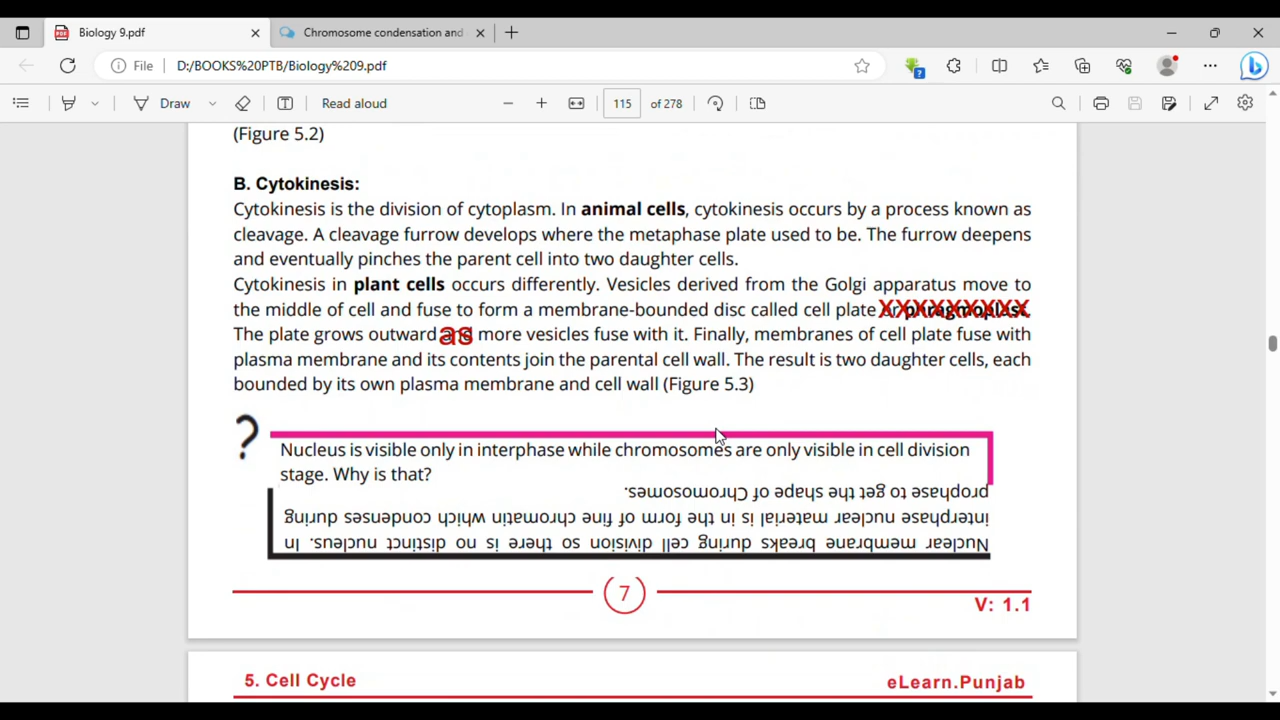 Biology 9.pdf
Chromosome condensation and
File
D:/BOOKS%20PTB/Biology%209.pdf
Draw
Read aloud
115 of 278
(Figure 5.2)
B. Cytokinesis:
Cytokinesis is the division of cytoplasm. In animal cells, cytokinesis occurs by a process known as
cleavage. A cleavage furrow develops where the metaphase plate used to be. The furrow deepens
and eventually pinches the parent cell into two daughter cells.
Cytokinesis in plant cells occurs differently. Vesicles derived from the Golgi apparatus move to
the middle of cell and fuse to form a membrane-bounded disc called cell plate or phragmoplast.
XXXXXXXXX
The plate grows outward and more vesicles fuse with it. Finally, membranes of cell plate fuse with
as
plasma membrane and its contents join the parental cell wall. The result is two daughter cells, each
bounded by its own plasma membrane and cell wall (Figure 5.3)
?
Nucleus is visible only in interphase while chromosomes are only visible in cell division
stage. Why is that?
Nuclear membrane breaks during cell division so there is no distinct nucleus. In
interphase nuclear material is in the form of fine chromatin which condenses during
prophase to get the shape of Chromosomes.
7
V: 1.1
5. Cell Cycle
eLearn.Punjab